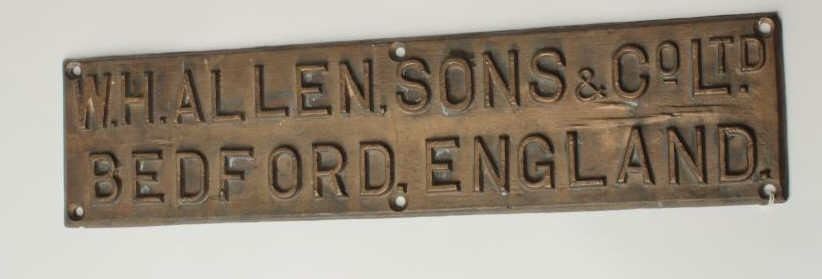 W.H.ALLEN,SONS & Cº LTD.
BEDFORD, ENGLAND.